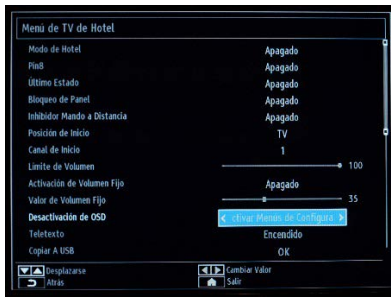 Menú de TV de Hotel
Modo de Hotel Apagado
Pin8 Apagado
Último Estado Apagado
Bloqueo de Panel Apagado
Inhibidor Mando a Distancia Apagado
Posición de Inicio TV
Canal de Inicio 1
Limite de Volumen 100
Activación de Volumen Fijo Apagado
Valor de Volumen Fijo 35
Desactivación de OSD ctivar Menús de Configura
Teletexto Encendido
Copiar A USB OK
Desplazarse Cambiar Valor
Atrás Salir